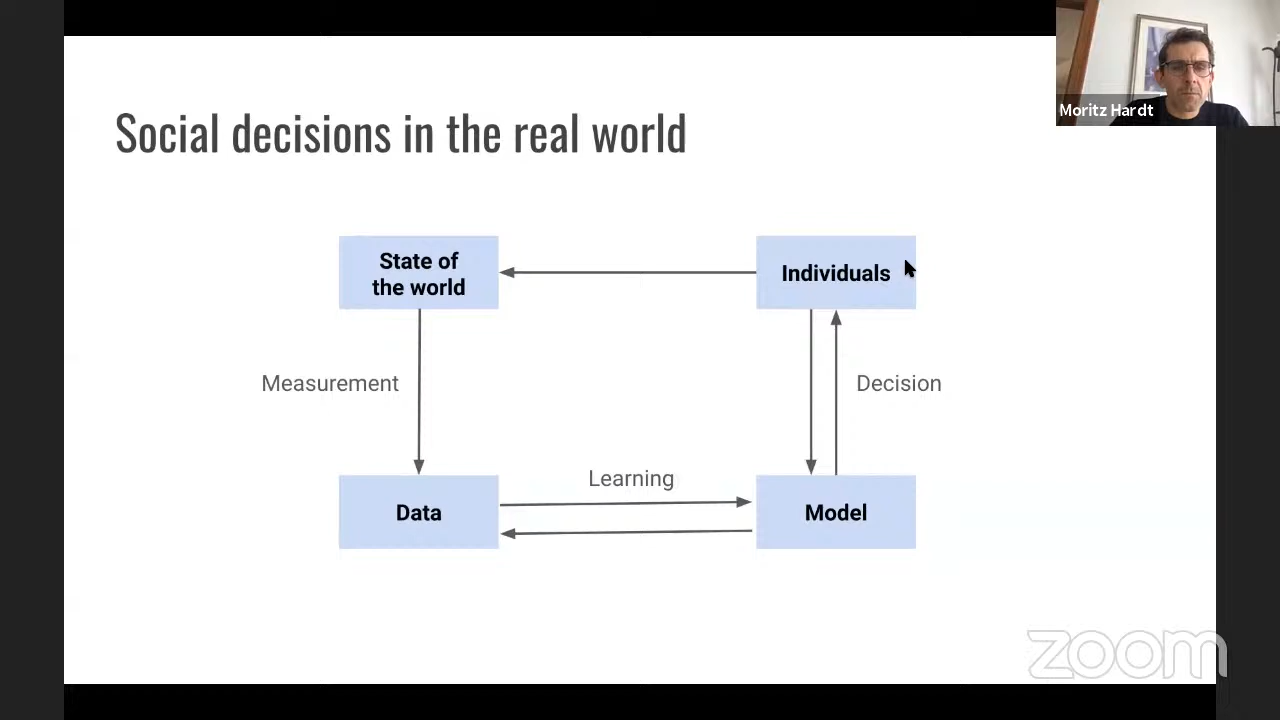 Moritz Hardt
Social decisions in the real world
State of
the world
Individuals
Measurement
Decision
Learning
Data
Model
zoom